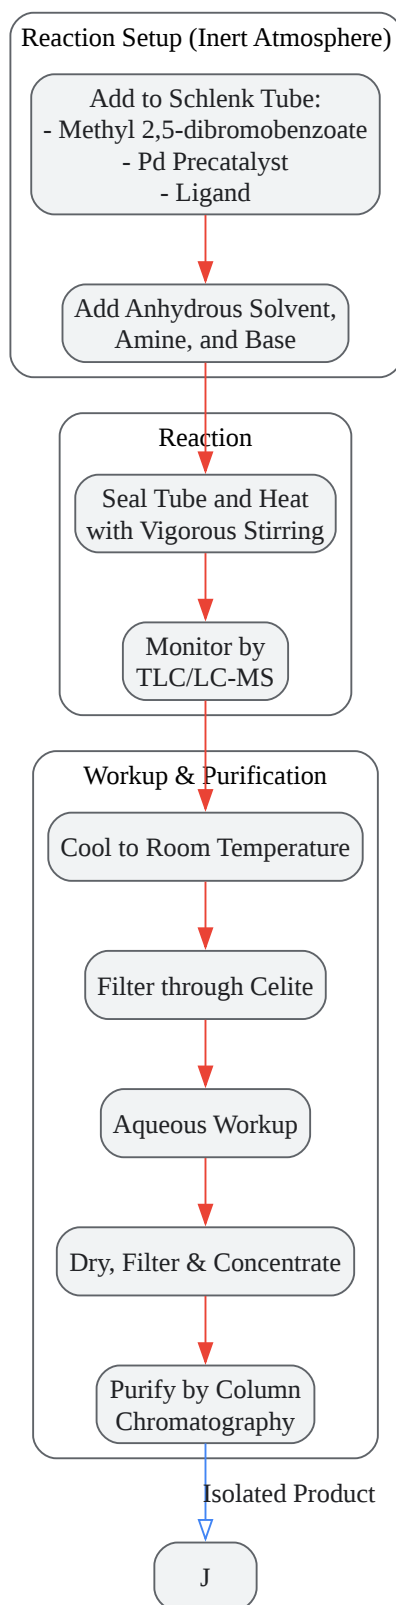 Reaction Setup (Inert Atmosphere)
Add to Schlenk Tube:
- Methyl 2,5-dibromobenzoate
- Pd Precatalyst
- Ligand
Add Anhydrous Solvent,
Amine, and Base
Reaction
Seal Tube and Heat
with Vigorous Stirring
Monitor by
TLC/LC-MS
Workup & Purification
Cool to Room Temperature
Filter through Celite
Aqueous Workup
Dry, Filter & Concentrate
Purify by Column
Chromatography
Isolated Product
J